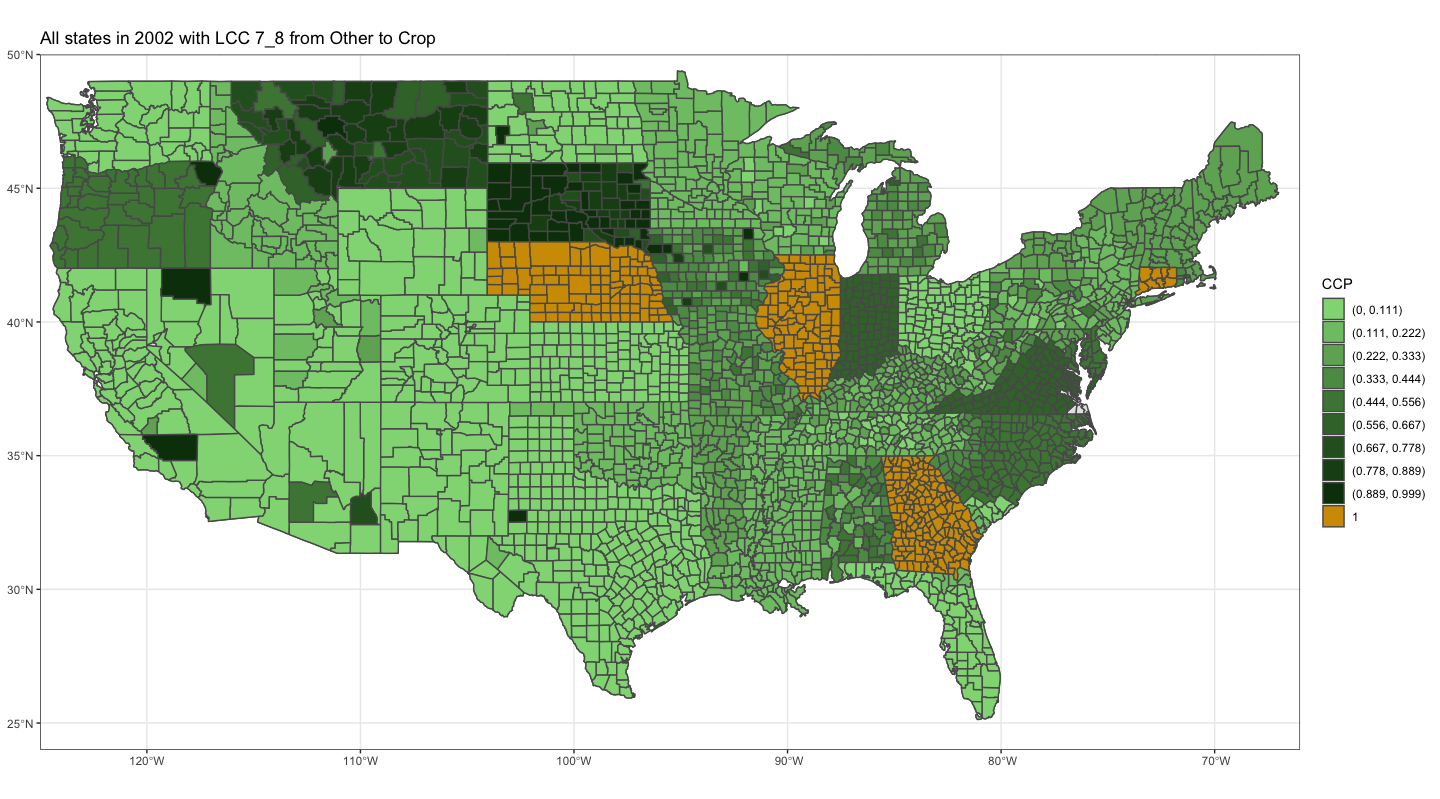 All states in 2002 with LCC 7_8 from Other to Crop
50°N
45°N
40°N
35°N
30°N
25°N
120°W
110°W
100°W
90°W
80°W
70°W
CCP
(0, 0.111)
(0.111, 0.222)
(0.222, 0.333)
(0.333, 0.444)
(0.444, 0.556)
(0.556, 0.667)
(0.667, 0.778)
(0.778, 0.889)
(0.889, 0.999)
1